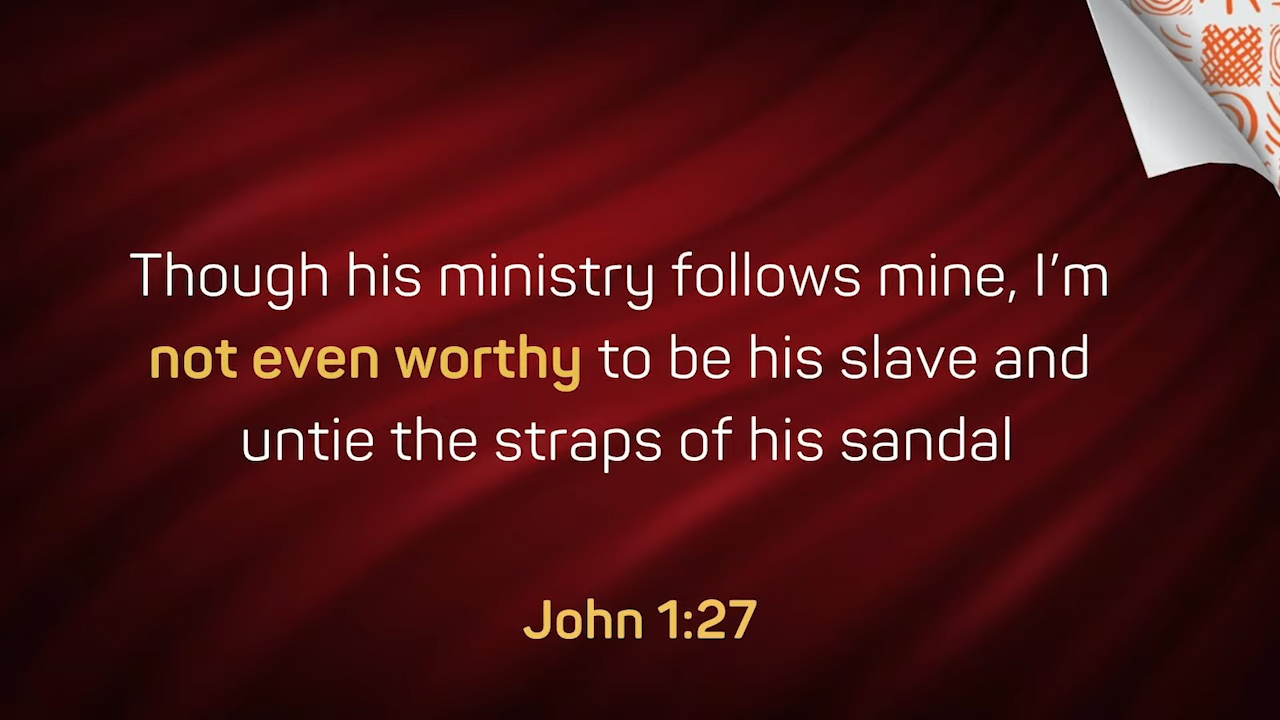 Though his ministry follows mine, I’m
not even worthy to be his slave and
untie the straps of his sandal
John 1:27